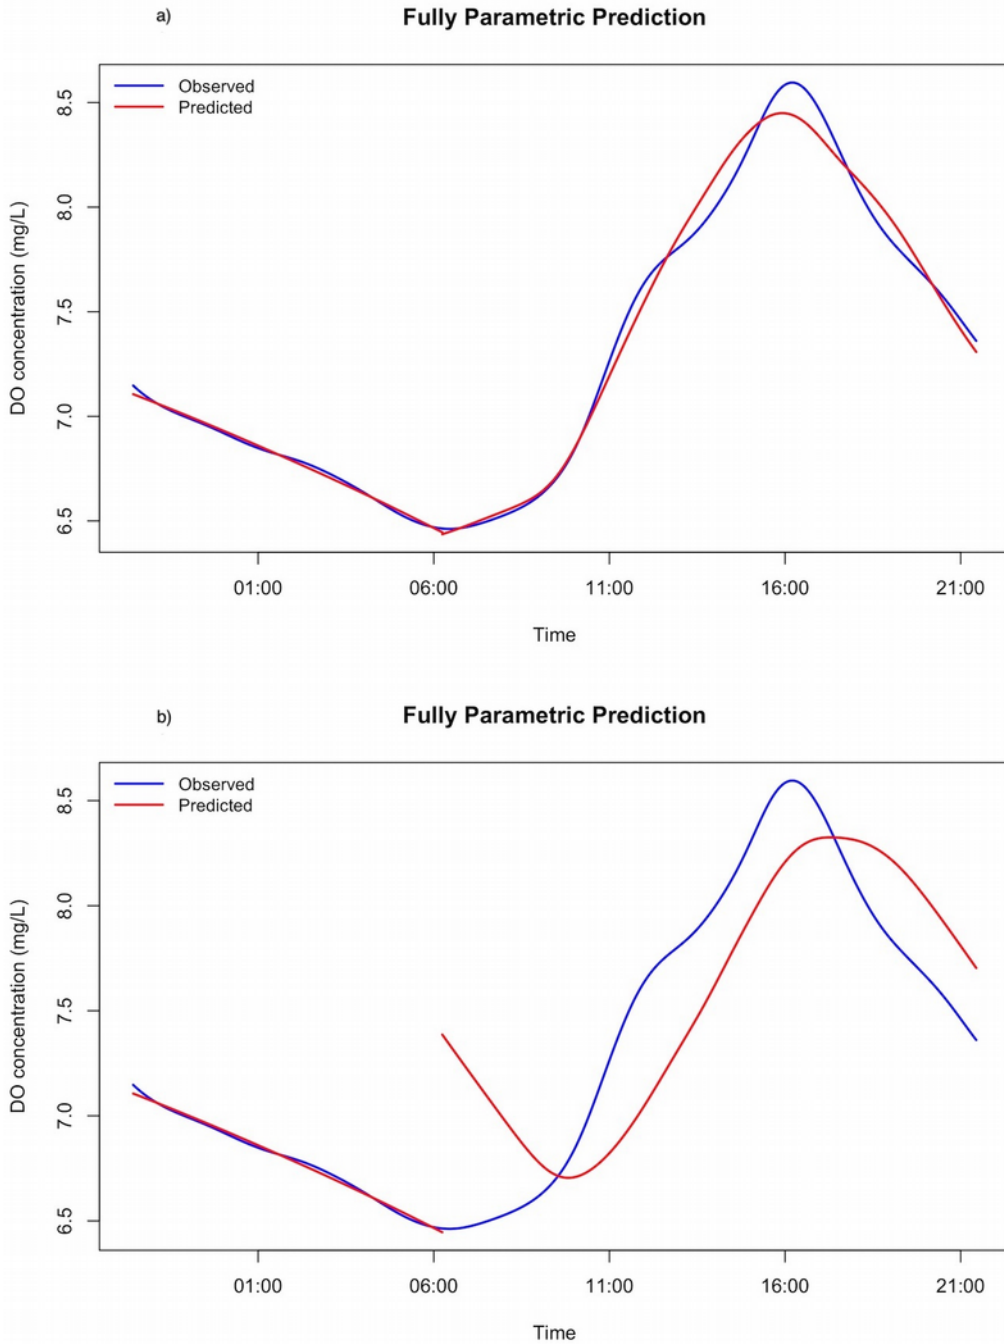 a)
Fully Parametric Prediction
Observed
Predicted
DO concentration (mg/L)
8.5
8.0
7.5
7.0
6.5
01:00 06:00 11:00 16:00 21:00
Time
b)
Fully Parametric Prediction
Observed
Predicted
DO concentration (mg/L)
8.5
8.0
7.5
7.0
6.5
01:00 06:00 11:00 16:00 21:00
Time